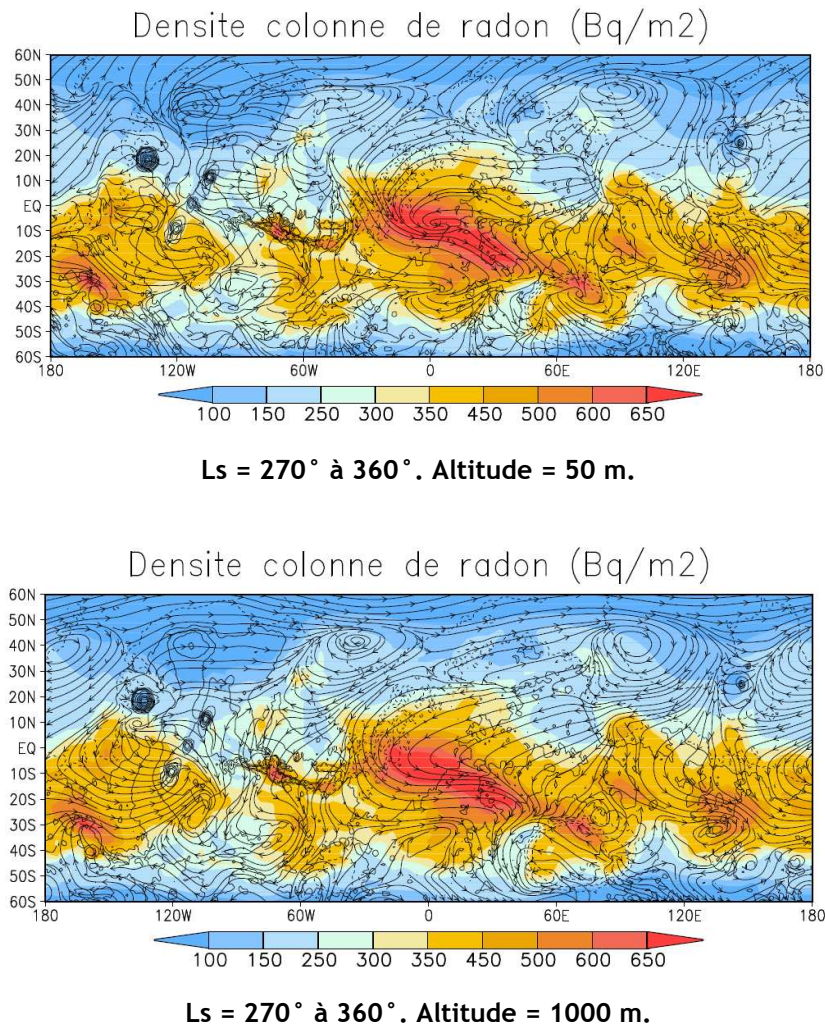 Densite colonne de radon (Bq/m2)
60N
50N
40N
30N
20N
10N
EQ
10S
20S
30S
40S
50S
60S
180 120W 60W 0 60E 120E 180
100 150 250 300 350 450 500 600 650
Ls = 270° à 360°. Altitude = 50 m.
Densite colonne de radon (Bq/m2)
60N
50N
40N
30N
20N
10N
EQ
10S
20S
30S
40S
50S
60S
180 120W 60W 0 60E 120E 180
100 150 250 300 350 450 500 600 650
Ls = 270° à 360°. Altitude = 1000 m.